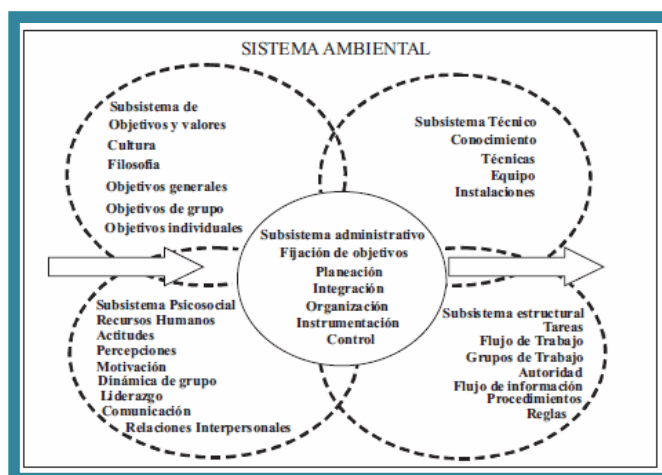 SISTEMA AMBIENTAL
Subsistema de
Objetivos y valores
Cultura
Filosofía
Objetivos generales
Objetivos de grupo
Objetivos individuales
Subsistema Técnico
Conocimiento
Técnicas
Equipo
Instalaciones
Subsistema administrativo
Fijación de objetivos
Planeación
Integración
Organización
Instrumentación
Control
Subsistema Psicosocial
Recursos Humanos
Actitudes
Percepciones
Motivación
Dinámica de grupo
Liderazgo
Comunicación
Relaciones Interpersonales
Subsistema estructural
Tareas
Flujo de Trabajo
Grupos de Trabajo
Autoridad
Flujo de información
Procedimientos
Reglas